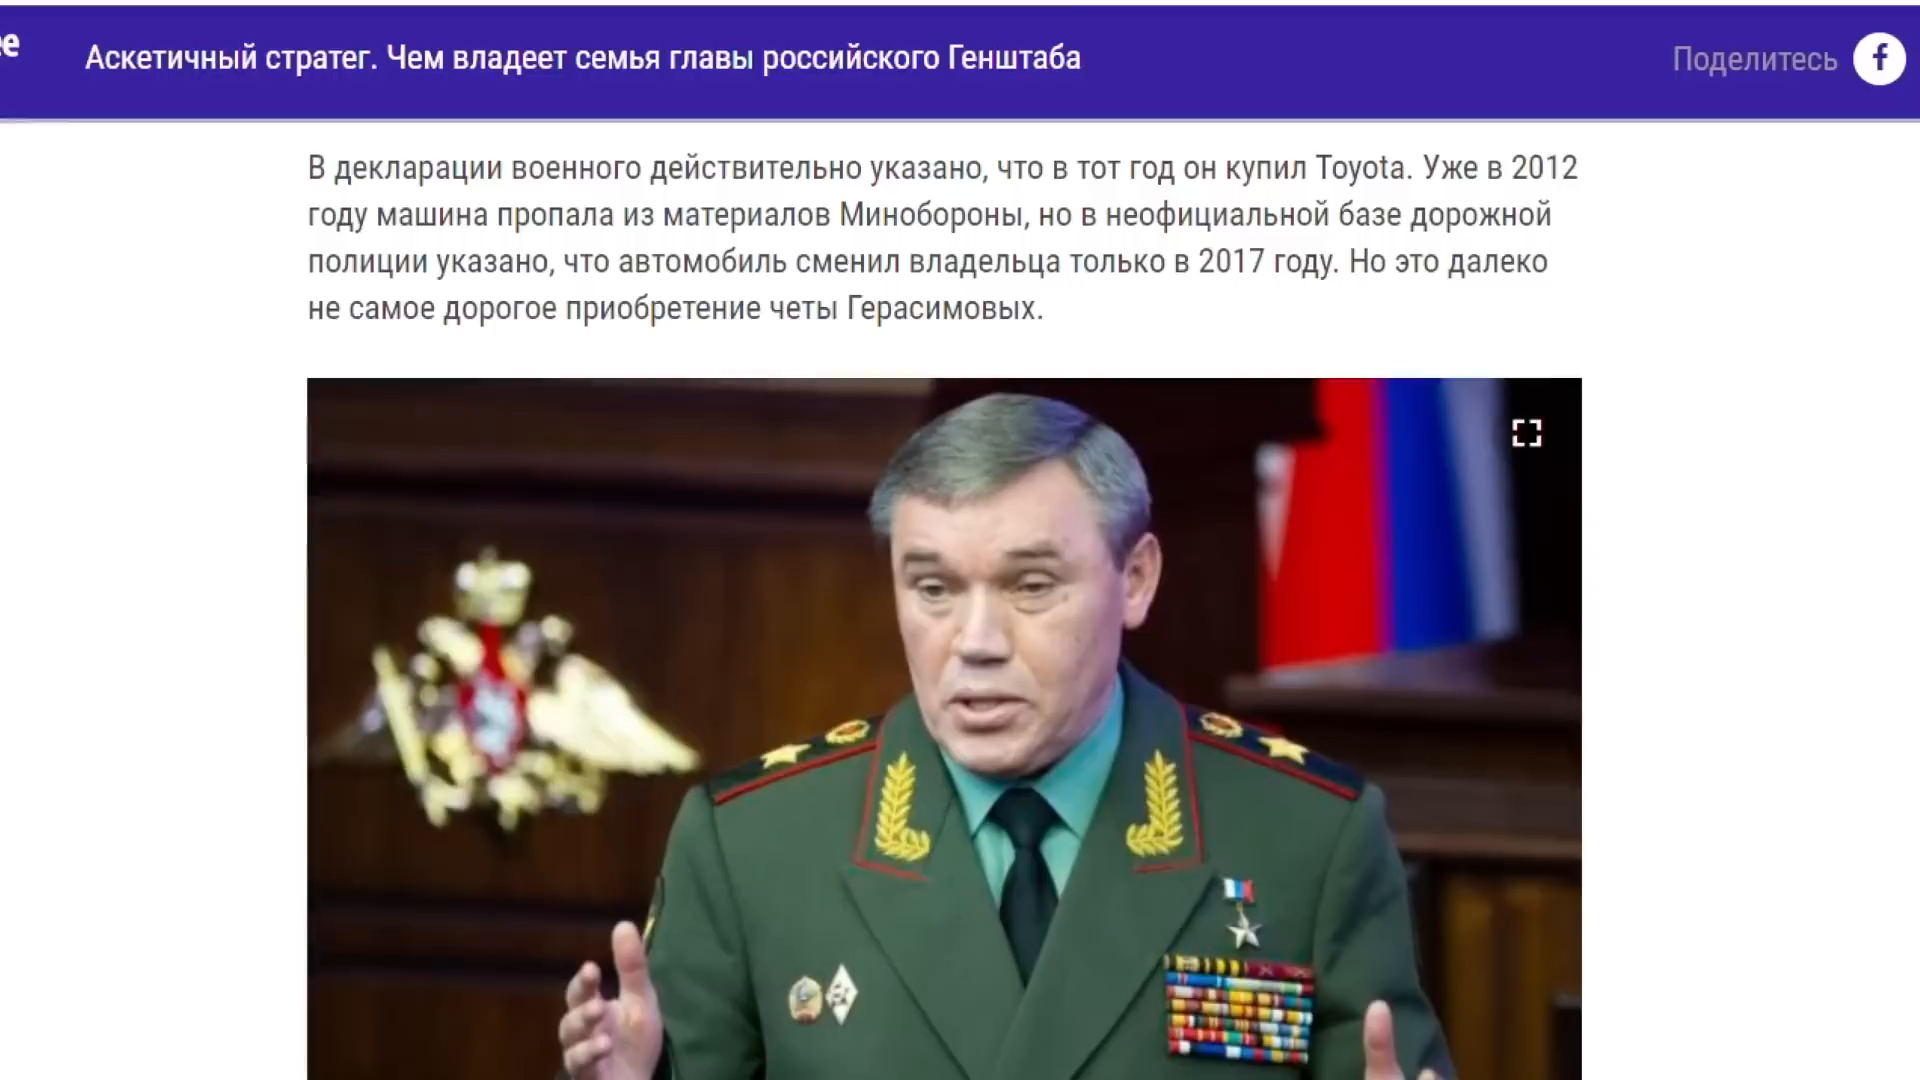 ее
Аскетичный стратег. Чем владеет семья главы российского Генштаба
Поделитесь
В декларации военного действительно указано, что в тот год он купил Toyota. Уже в 2012
году машина пропала из материалов Минобороны, но в неофициальной базе дорожной
полиции указано, что автомобиль сменил владельца только в 2017 году. Но это далеко
не самое дорогое приобретение четы Герасимовых.